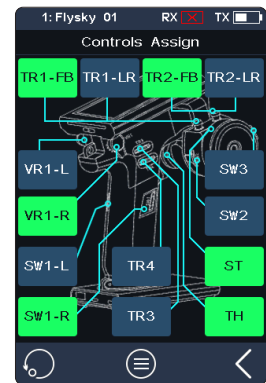 1: Flysky 01 RX TX
Controls Assign
TR1-FB TR1-LR TR2-FB TR2-LR
VR1-L SW3
VR1-R SW2
SW1-L TR4 ST
SW1-R TR3 TH